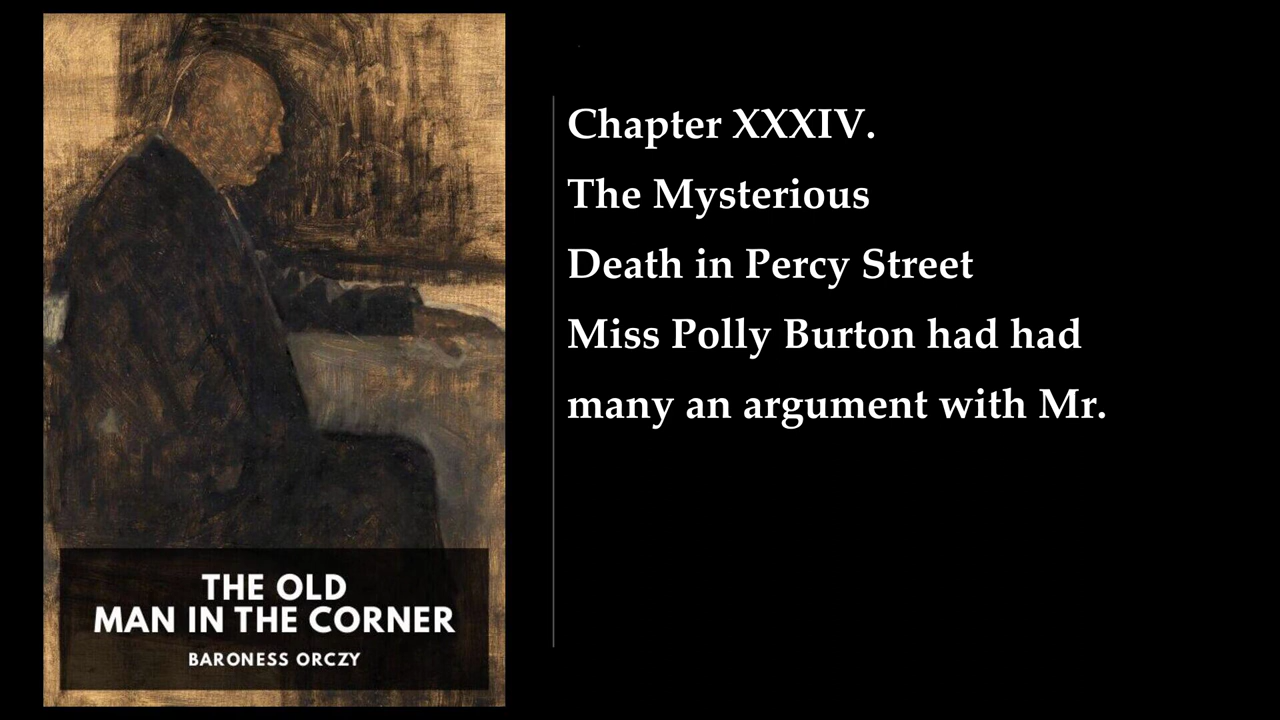 THE OLD
MAN IN THE CORNER
BARONESS ORCZY
Chapter XXXIV.
The Mysterious
Death in Percy Street
Miss Polly Burton had had
many an argument with Mr.